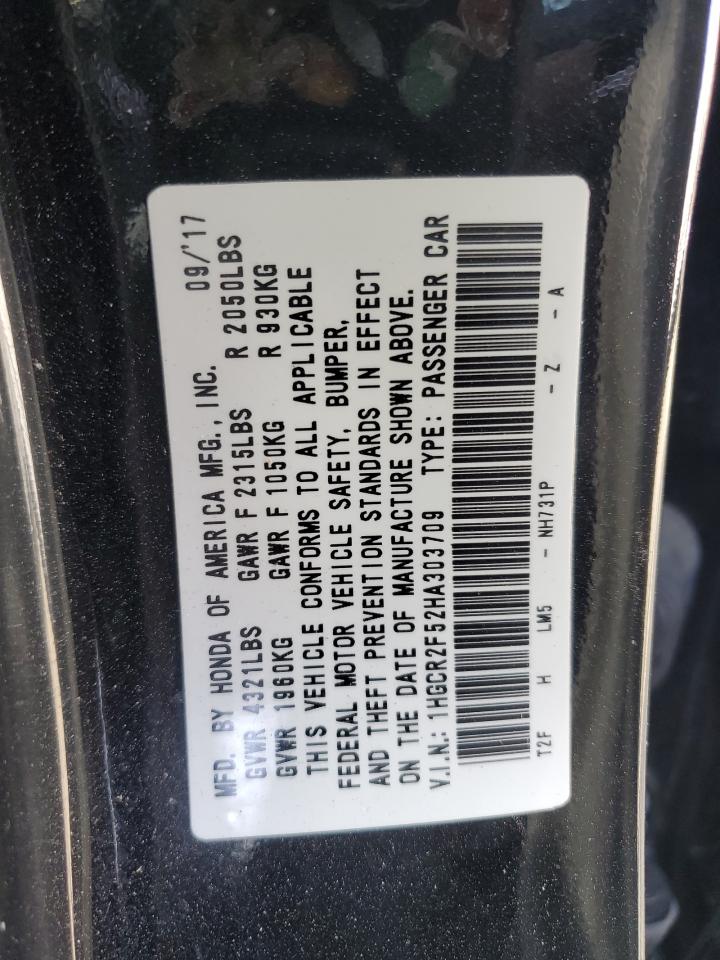 MFD. BY HONDA OF AMERICA MFG., INC. 09/'17
GVWR 4321LBS GAWR F 2315LBS R 2050LBS
GVWR 1960KG GAWR F 1050KG R 930KG
THIS VEHICLE CONFORMS TO ALL APPLICABLE
FEDERAL MOTOR VEHICLE SAFETY, BUMPER,
AND THEFT PREVENTION STANDARDS IN EFFECT
ON THE DATE OF MANUFACTURE SHOWN ABOVE.
V.I.N.: 1HGCR2F52HA303709 TYPE: PASSENGER CAR
T2F H LM5 - NH731P - Z - A